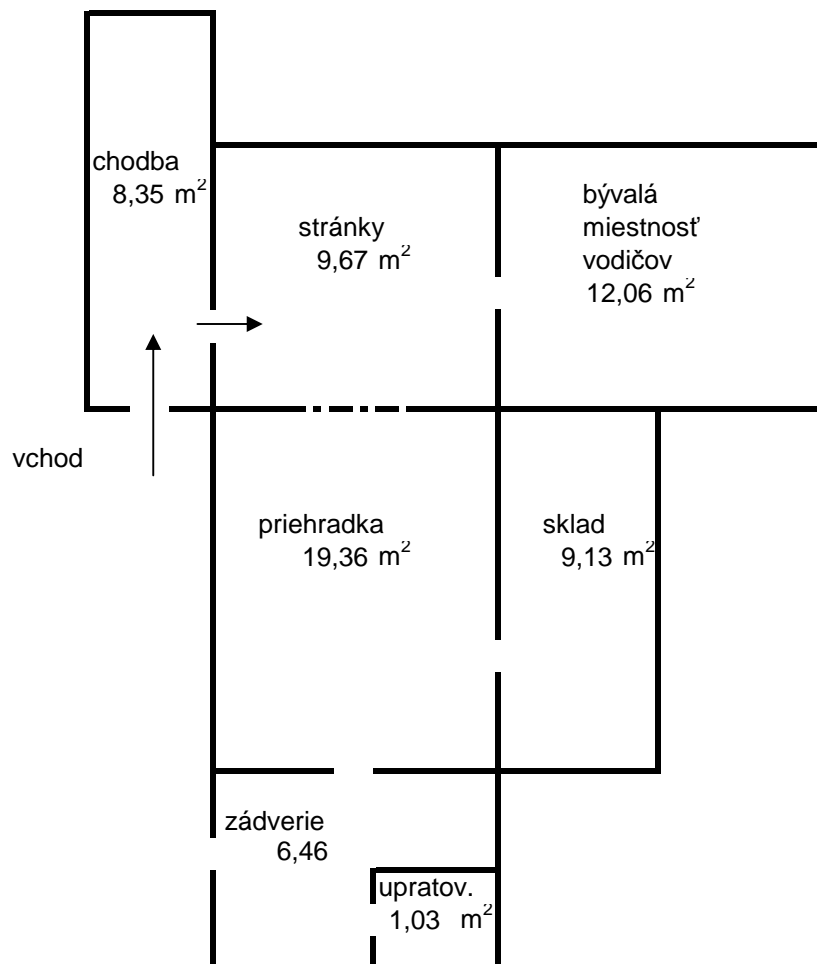 chodba
8,35 m²
stránky
9,67 m²
bývalá
miestnosť
vodičov
12,06 m²
vchod
priehradka
19,36 m²
sklad
9,13 m²
zádverie
6,46
upratov.
1,03 m²